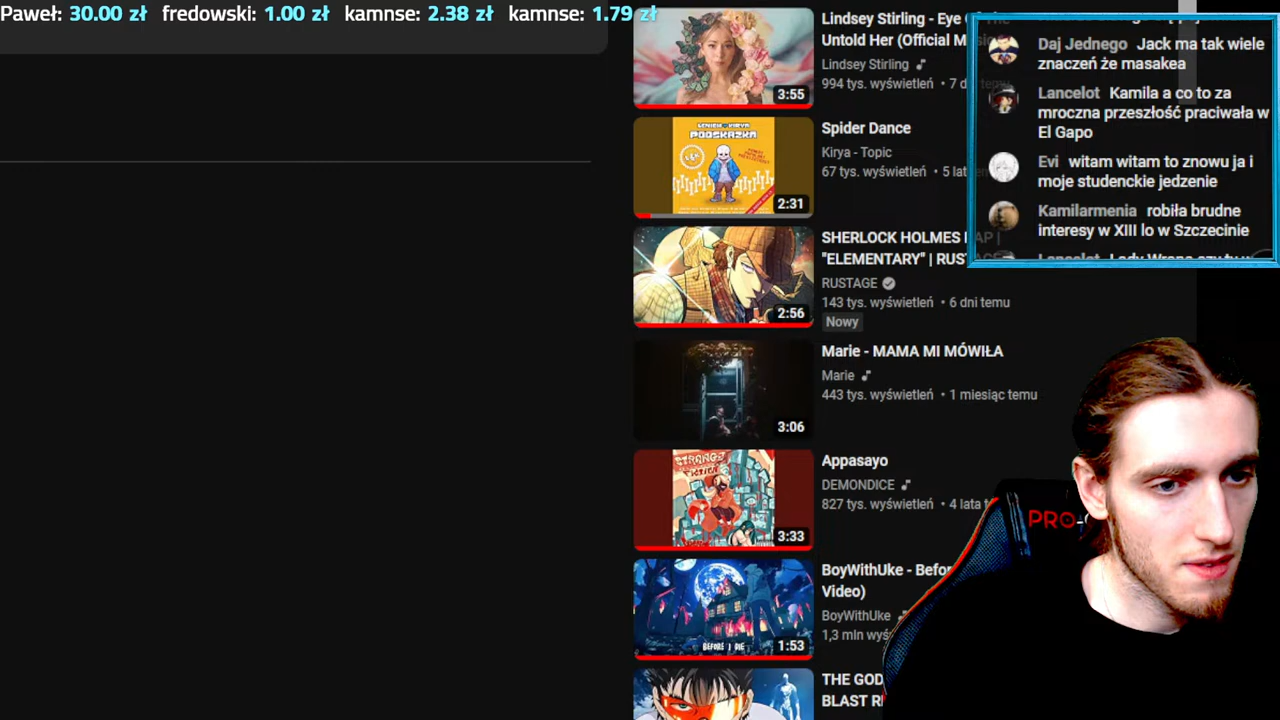 Paweł: 30.00 zł fredowski: 1.00 zł kamnse: 2.38 zł kamnse: 1.79 zł
Lindsey Stirling - Eye
Untold Her (Official M
Lindsey Stirling
994 tys. wyświetleń • 7 d
3:55
Spider Dance
Kirya - Topic
67 tys. wyświetleń • 5 lat
PODSKAZKA
2:31
SHERLOCK HOLMES RAP |
"ELEMENTARY" | RUST
RUSTAGE
143 tys. wyświetleń • 6 dni temu
Nowy
2:56
Marie - MAMA MI MÓWIŁA
Marie
443 tys. wyświetleń • 1 miesiąc temu
3:06
Appasayo
DEMONDICE
827 tys. wyświetleń • 4 lata t
STRANGE
3:33
BoyWithUke - Befor
Video)
BoyWithUke
1,3 mln wyś
BEFORE I DIE
1:53
THE GOD
BLAST R
Daj Jednego Jack ma tak wiele
znaczeń że masakea
Lancelot Kamila a co to za
mroczna przeszłość praciwała w
El Gapo
Evi witam witam to znowu ja i
moje studenckie jedzenie
Kamilarmenia robiła brudne
interesy w XIII lo w Szczecinie
PRO-